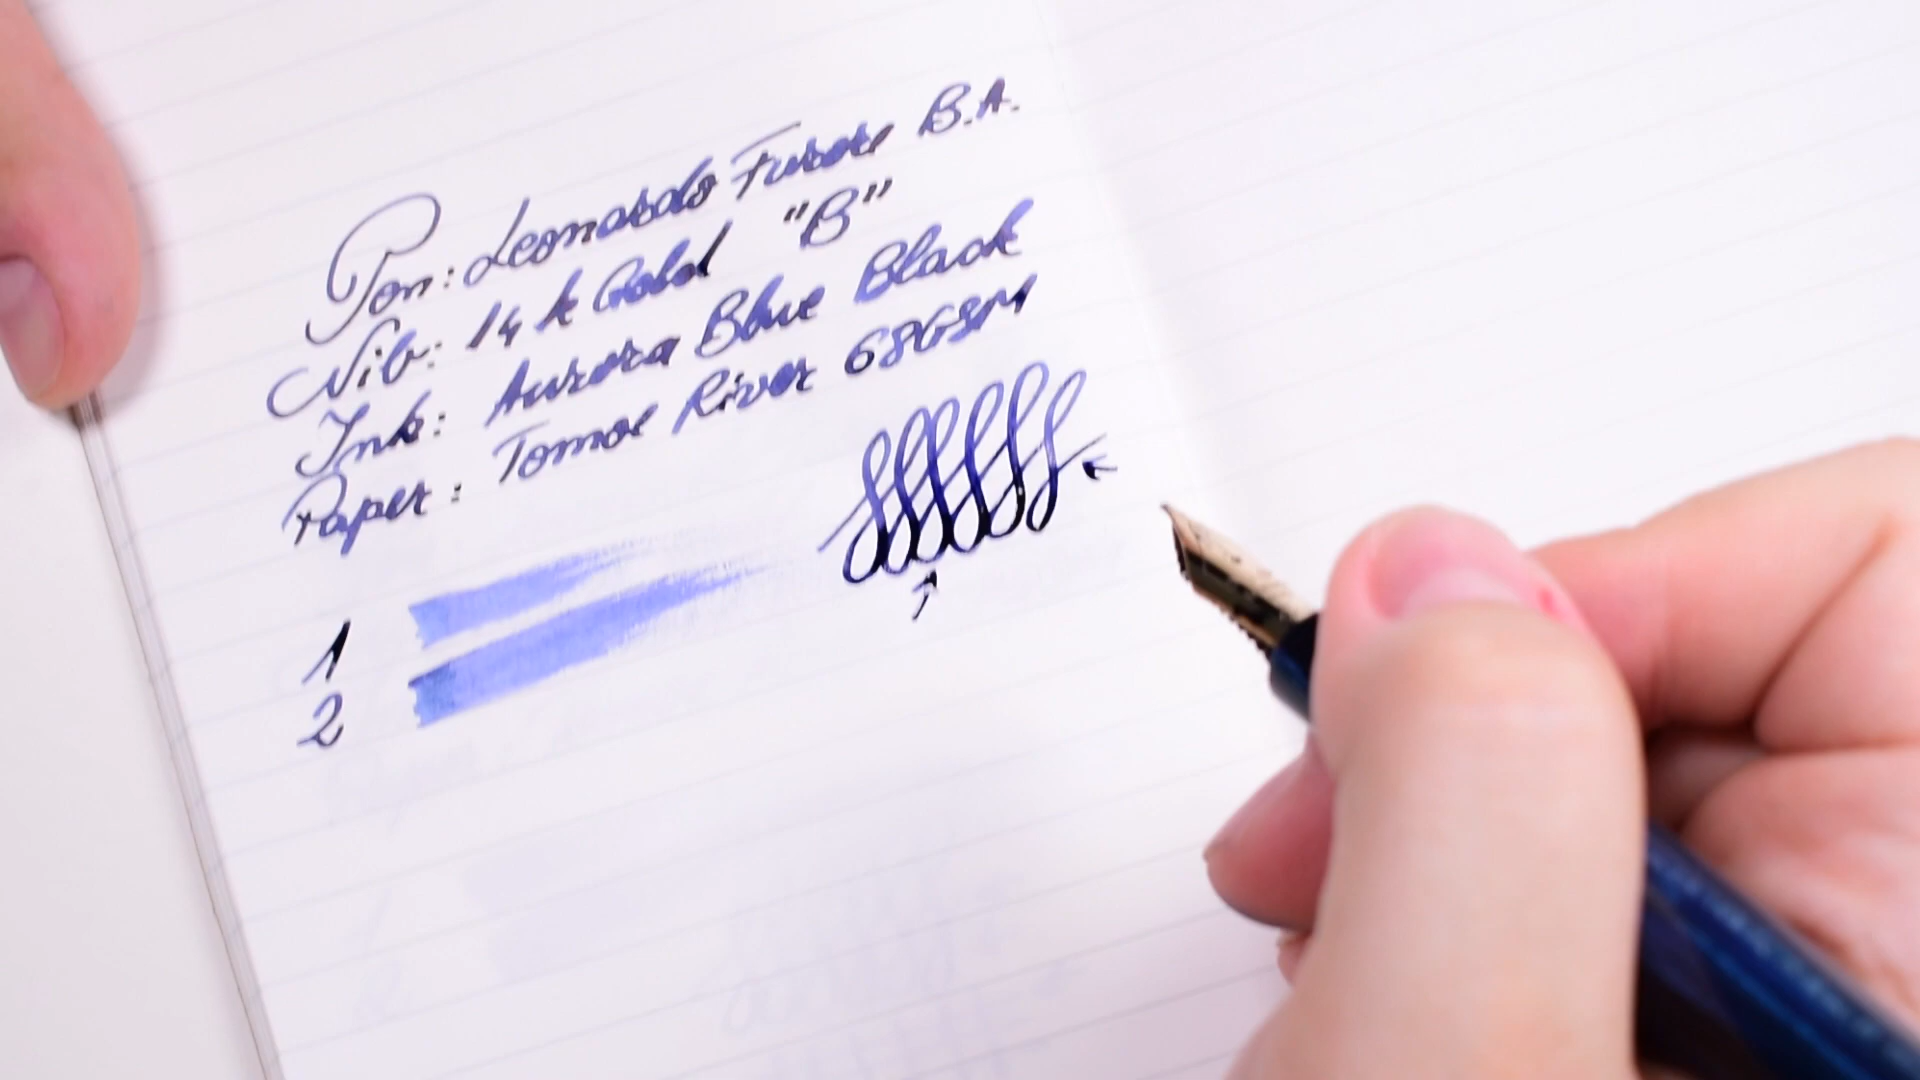 Pen: Leonardo Furore B.A.
Nib: 14k Gold "B"
Ink: Aurora Blue Black
Paper: Tomoe River 68GSM
1
2